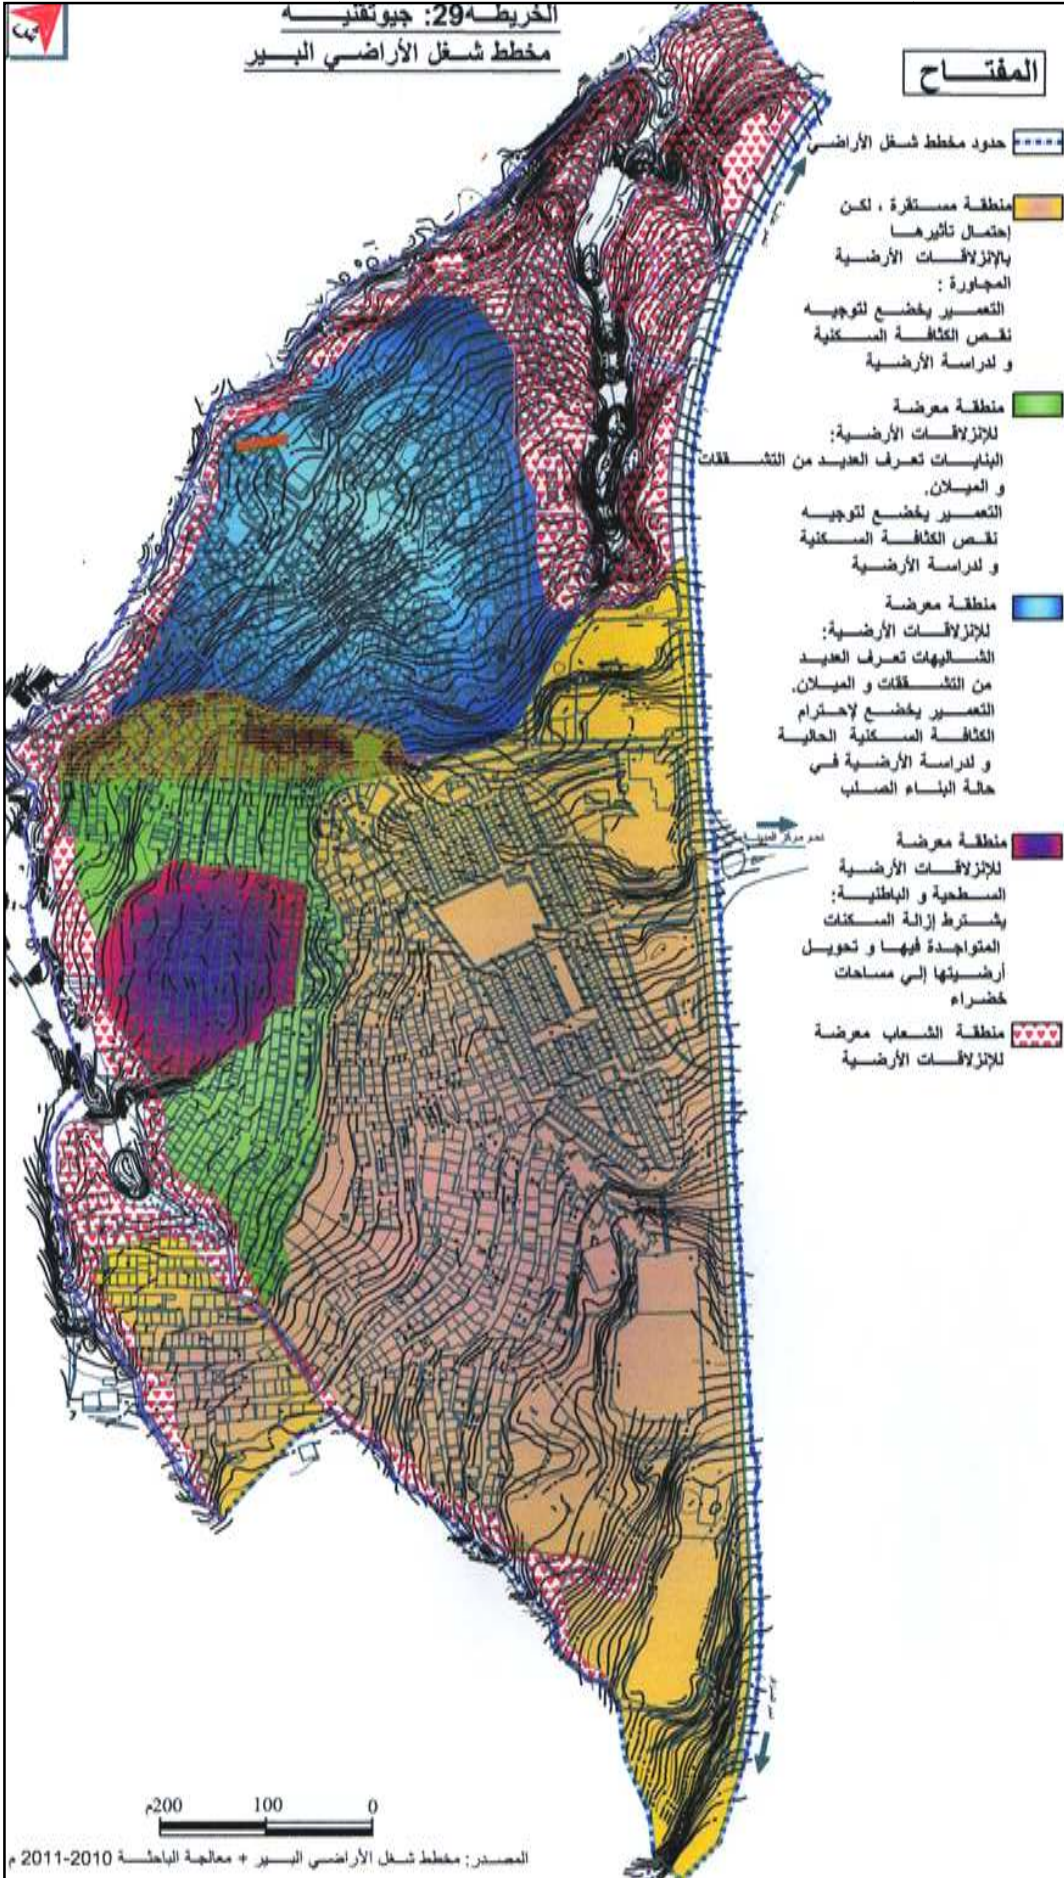 الخريطة29: جيوتقنية
مخطط شغل الأراضي البير
ش
المفتاح
حدود مخطط شغل الأراضي
منطقة مستقرة ، لكن
إحتمال تأثيرها
بالإنزلاقات الأرضية
المجاورة :
التعمير يخضع لتوجيه
نقص الكثافة السكنية
و لدراسة الأرضية
منطقة معرضة
للإنزلاقات الأرضية:
البنايات تعرف العديد من التشققات
و الميلان.
التعمير يخضع لتوجيه
نقص الكثافة السكنية
و لدراسة الأرضية
منطقة معرضة
للإنزلاقات الأرضية:
الشاليهات تعرف العديد
من التشققات و الميلان.
التعمير يخضع لإحترام
الكثافة السكنية الحالية
و لدراسة الأرضية في
حالة البناء الصلب
نحو مركز المدينة
منطقة معرضة
للإنزلاقات الأرضية
السطحية و الباطنية:
يشترط إزالة السكنات
المتواجدة فيها و تحويل
أرضيتها إلي مساحات
خضراء
منطقة الشعاب معرضة
للإنزلاقات الأرضية
0 100 200م
المصدر: مخطط شغل الأراضي البير + معالجة الباحثة 2010-2011 م